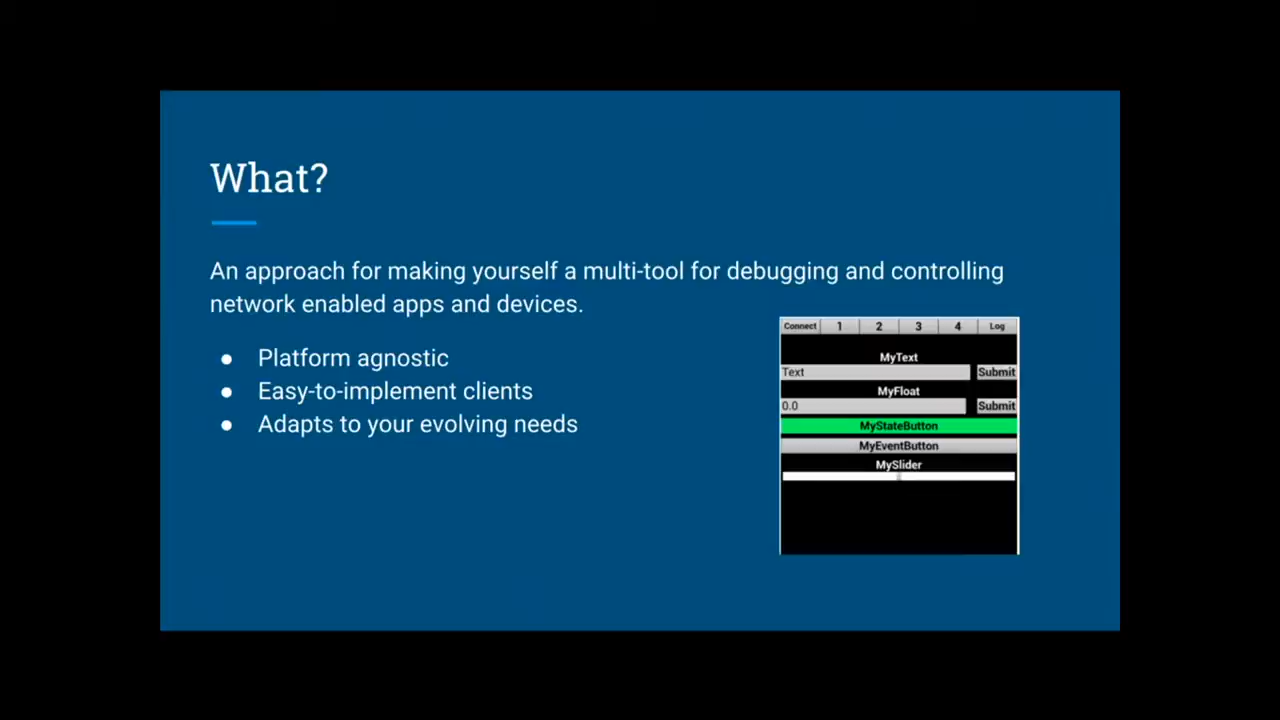 What?
An approach for making yourself a multi-tool for debugging and controlling
network enabled apps and devices.
● Platform agnostic
● Easy-to-implement clients
● Adapts to your evolving needs
Connect 1 2 3 4 Log
MyText
Text Submit
MyFloat
0.0 Submit
MyStateButton
MyEventButton
MySlider